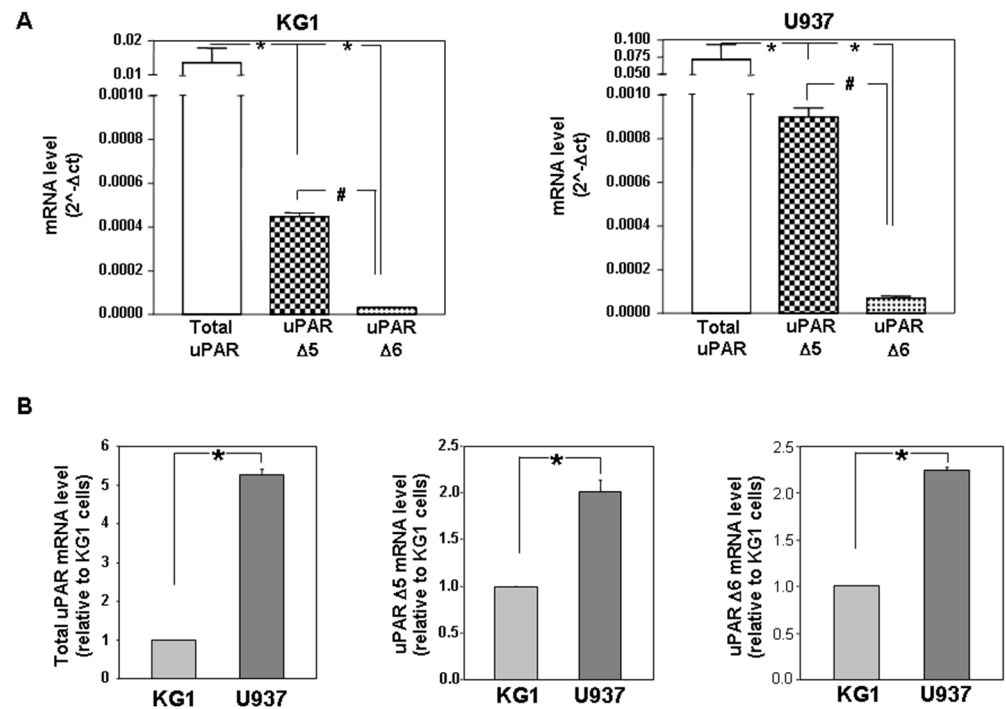 A
KG1
U937
mRNA level
(2^-Δct)
0.02
0.01
0.0010
0.0008
0.0006
0.0004
0.0002
0.0000
*
*
#
Total
uPAR
uPAR
Δ5
uPAR
Δ6
mRNA level
(2^-Δct)
0.100
0.075
0.050
0.0010
0.0008
0.0006
0.0004
0.0002
0.0000
*
*
#
Total
uPAR
uPAR
Δ5
uPAR
Δ6
B
Total uPAR mRNA level
(relative to KG1 cells)
6
5
4
3
2
1
0
*
KG1
U937
uPAR Δ5 mRNA level
(relative to KG1 cells)
2.5
2.0
1.5
1.0
0.5
0.0
*
KG1
U937
uPAR Δ6 mRNA level
(relative to KG1 cells)
2.5
2.0
1.5
1.0
0.5
0.0
*
KG1
U937